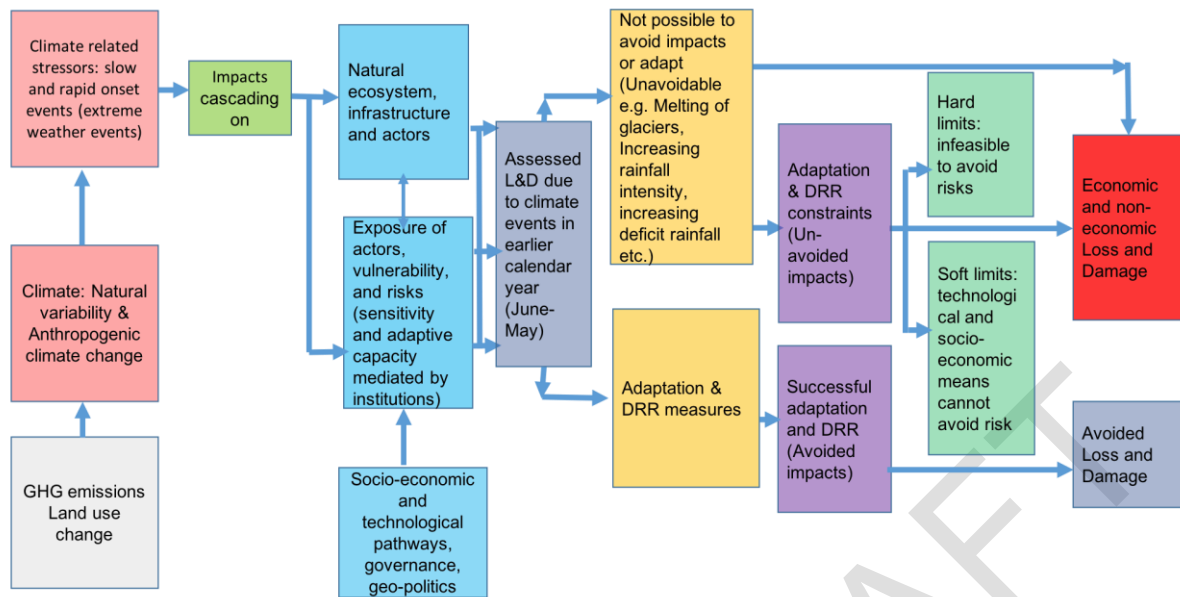 Climate related
stressors: slow
and rapid onset
events (extreme
weather events)
Climate: Natural
variability &
Anthropogenic
climate change
GHG emissions
Land use
change
Impacts
cascading
on
Natural
ecosystem,
infrastructure
and actors
Exposure of
actors,
vulnerability,
and risks
(sensitivity
and adaptive
capacity
mediated by
institutions)
Socio-economic
and
technological
pathways,
governance,
geo-politics
Assessed
L&D due
to climate
events in
earlier
calendar
year
(June-
May)
Not possible to
avoid impacts
or adapt
(Unavoidable
e.g. Melting of
glaciers,
Increasing
rainfall
intensity,
increasing
deficit rainfall
etc.)
Adaptation &
DRR measures
Adaptation
& DRR
constraints
(Un-
avoided
impacts)
Successful
adaptation
and DRR
(Avoided
impacts)
Hard
limits:
infeasible
to avoid
risks
Soft limits:
technologi
cal and
socio-
economic
means
cannot
avoid risk
Economic
and non-
economic
Loss and
Damage
Avoided
Loss and
Damage
AFT